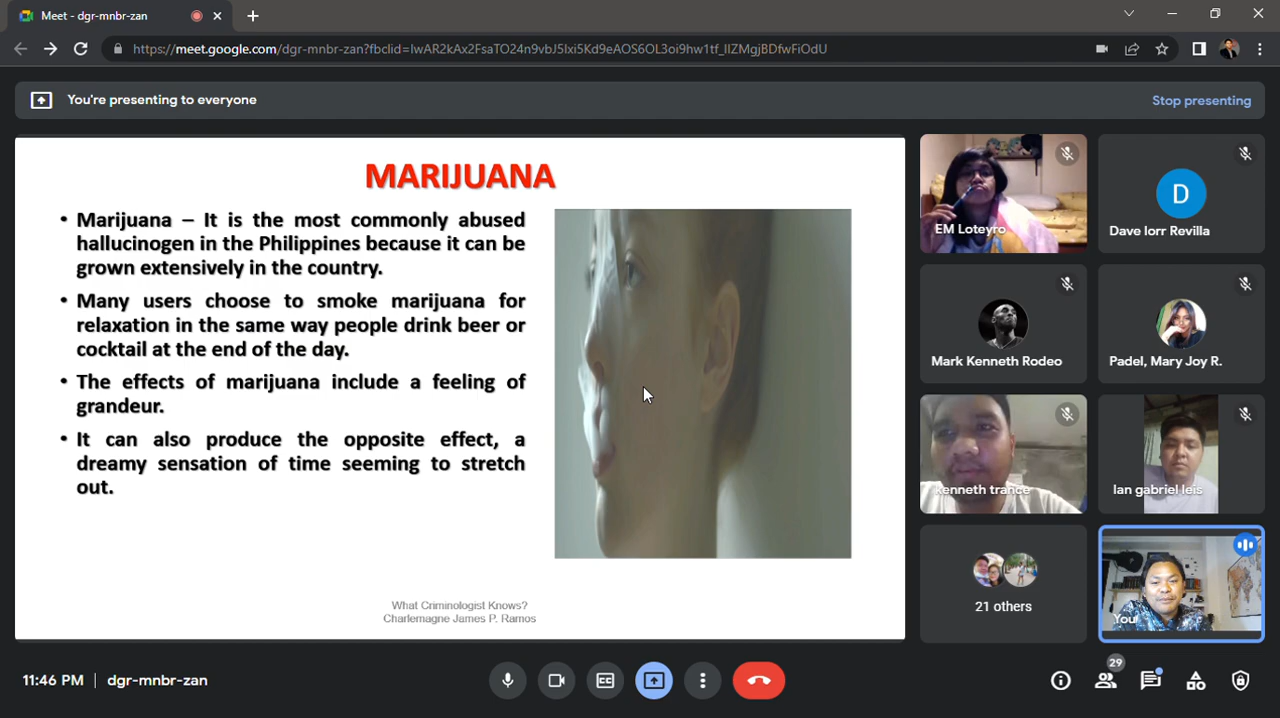 Meet - dgr-mnbr-zan
https://meet.google.com/dgr-mnbr-zan?fbclid=IwAR2kAx2FsaTO24n9vbJ5lxi5Kd9eAOS6OL3oi9hw1tf_lIZMgjBDfwFiOdU
You're presenting to everyone
Stop presenting
MARIJUANA
• Marijuana – It is the most commonly abused
hallucinogen in the Philippines because it can be
grown extensively in the country.
• Many users choose to smoke marijuana for
relaxation in the same way people drink beer or
cocktail at the end of the day.
• The effects of marijuana include a feeling of
grandeur.
• It can also produce the opposite effect, a
dreamy sensation of time seeming to stretch
out.
What Criminologist Knows?
Charlemagne James P. Ramos
EM Loteyro
D
Dave lorr Revilla
Mark Kenneth Rodeo
Padel, Mary Joy R.
kenneth trance
Ian gabriel leis
21 others
You
11:46 PM | dgr-mnbr-zan
29